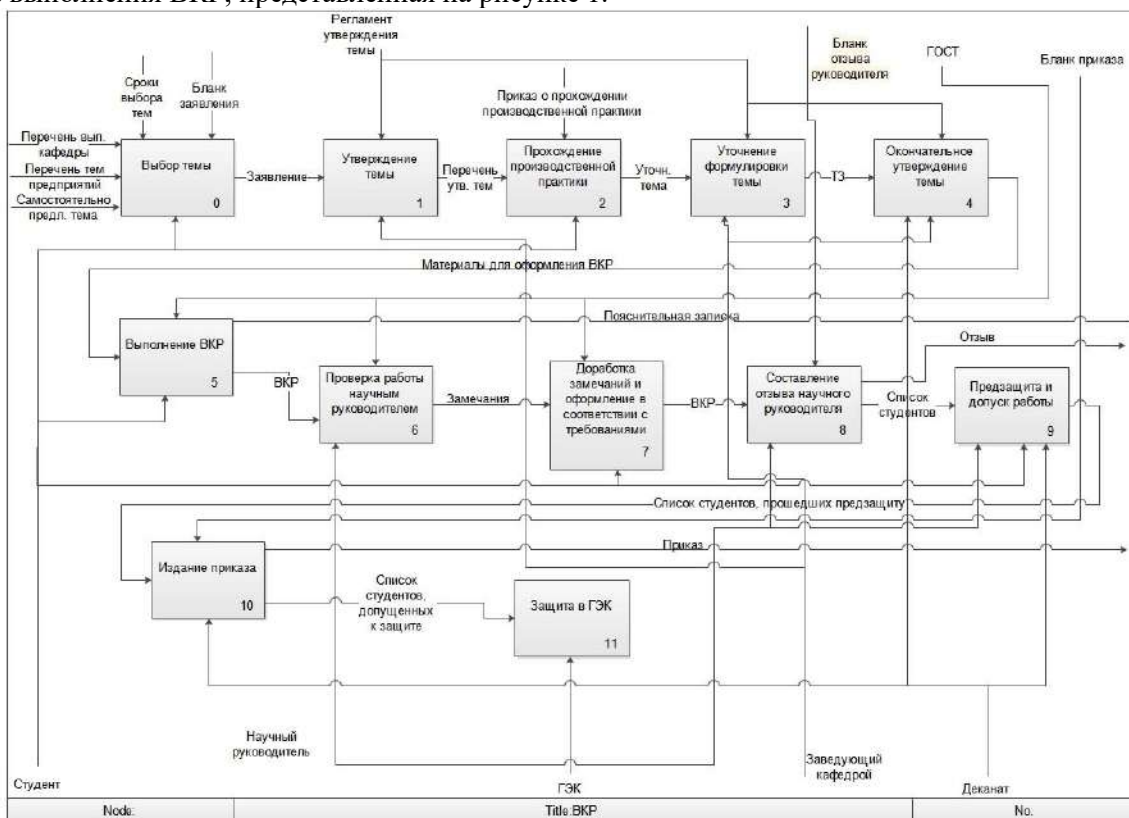 выполнения ВКР, представленная на рисунке 1.
Регламент
утверждения
темы
Бланк
отзыва
руководителя
ГОСТ
Бланк приказа
Сроки
выбора
тем
Бланк
заявления
Приказ о прохождении
производственной практики
Перечень вып.
кафедры
Перечень тем
предприятий
Самостоятельно
предл. тема
Выбор темы
0
Заявление
Утверждение
темы
1
Перечень
утв. тем
Прохождение
производственной
практики
2
Уточн.
тема
Уточнение
формулировки
темы
3
ТЗ
Окончательное
утверждение
темы
4
Материалы для оформления ВКР
Пояснительная записка
Выполнение ВКР
5
ВКР
Проверка работы
научным
руководителем
6
Замечания
Доработка
замечаний и
оформление в
соответствии с
требованиями
7
ВКР
Составление
отзыва научного
руководителя
8
Отзыв
Список
студентов
Предзащита и
допуск работы
9
Список студентов, прошедших предзащиту
Издание приказа
10
Приказ
Список
студентов,
допущенных
к защите
Защита в ГЭК
11
Научный
руководитель
Студент
ГЭК
Заведующий
кафедрой
Деканат
Node:
Title:ВКР
No.